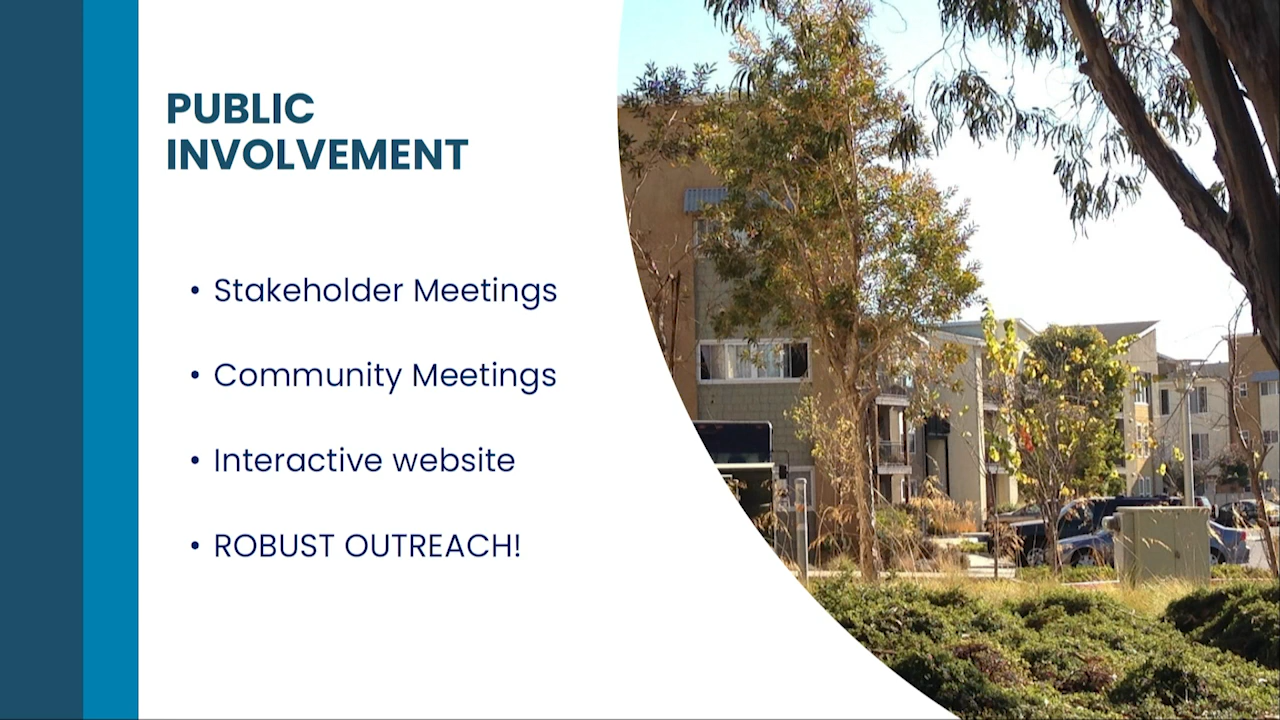 PUBLIC
INVOLVEMENT
• Stakeholder Meetings
• Community Meetings
• Interactive website
• ROBUST OUTREACH!